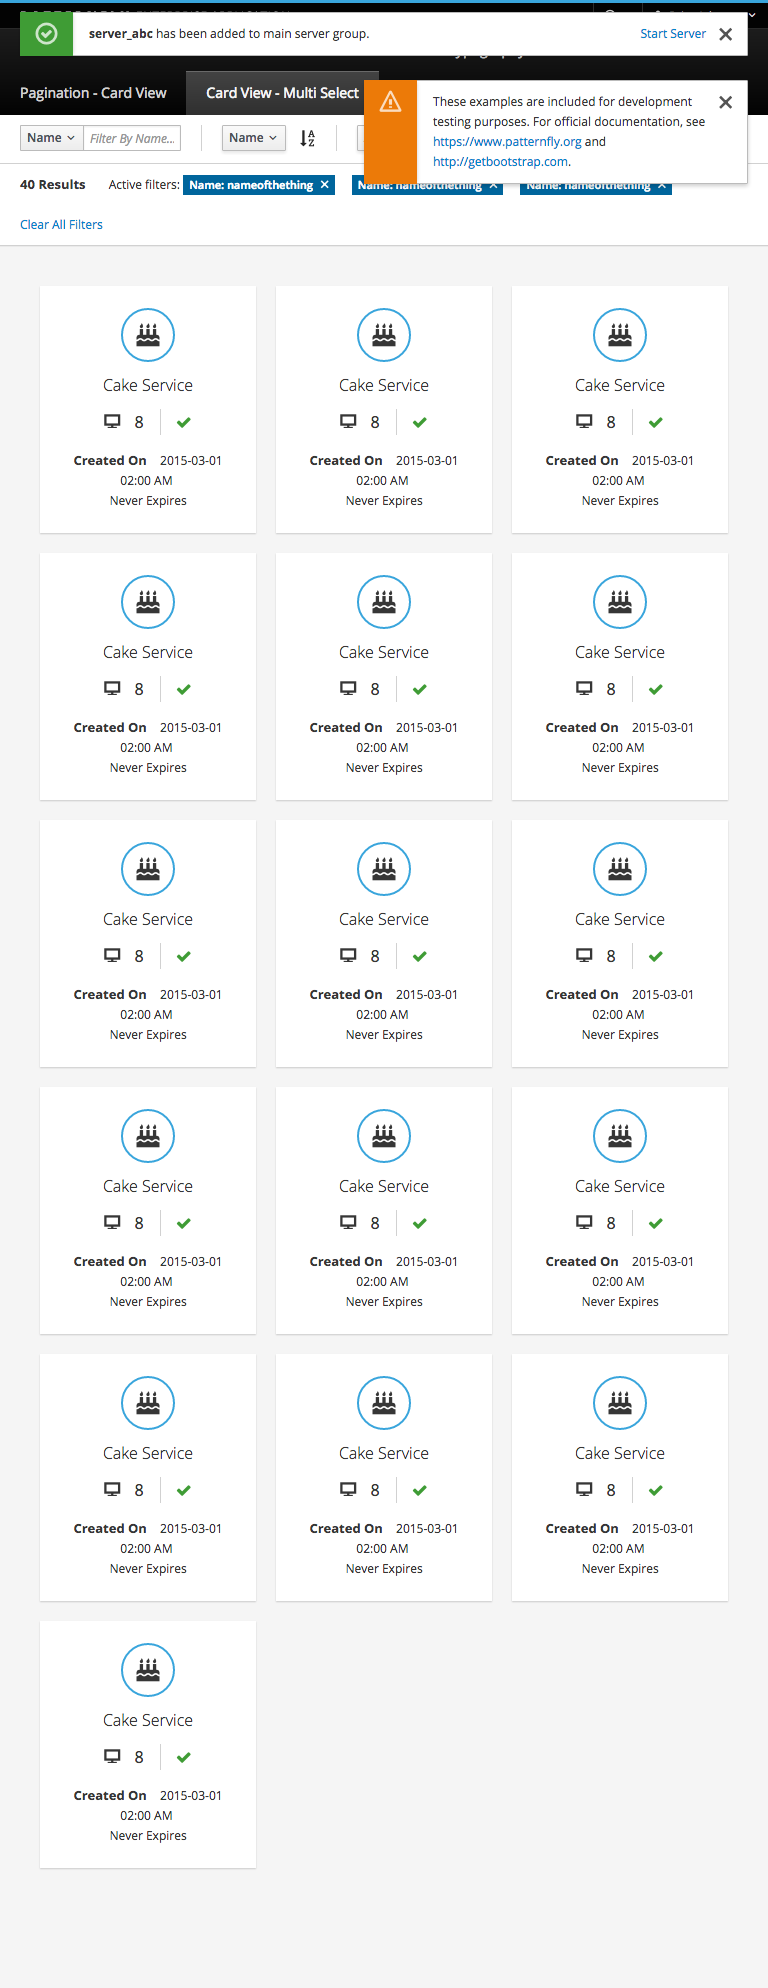 server_abc has been added to main server group. Start Server
Pagination - Card View Card View - Multi Select
These examples are included for development
testing purposes. For official documentation, see
https://www.patternfly.org and
http://getbootstrap.com.
Name Filter By Name... Name
40 Results Active filters: Name: nameofthething Name: nameofthething Name: nameofthething
Clear All Filters
Cake Service Cake Service Cake Service
8 8 8
Created On 2015-03-01 Created On 2015-03-01 Created On 2015-03-01
02:00 AM 02:00 AM 02:00 AM
Never Expires Never Expires Never Expires
Cake Service Cake Service Cake Service
8 8 8
Created On 2015-03-01 Created On 2015-03-01 Created On 2015-03-01
02:00 AM 02:00 AM 02:00 AM
Never Expires Never Expires Never Expires
Cake Service Cake Service Cake Service
8 8 8
Created On 2015-03-01 Created On 2015-03-01 Created On 2015-03-01
02:00 AM 02:00 AM 02:00 AM
Never Expires Never Expires Never Expires
Cake Service Cake Service Cake Service
8 8 8
Created On 2015-03-01 Created On 2015-03-01 Created On 2015-03-01
02:00 AM 02:00 AM 02:00 AM
Never Expires Never Expires Never Expires
Cake Service Cake Service Cake Service
8 8 8
Created On 2015-03-01 Created On 2015-03-01 Created On 2015-03-01
02:00 AM 02:00 AM 02:00 AM
Never Expires Never Expires Never Expires
Cake Service
8
Created On 2015-03-01
02:00 AM
Never Expires